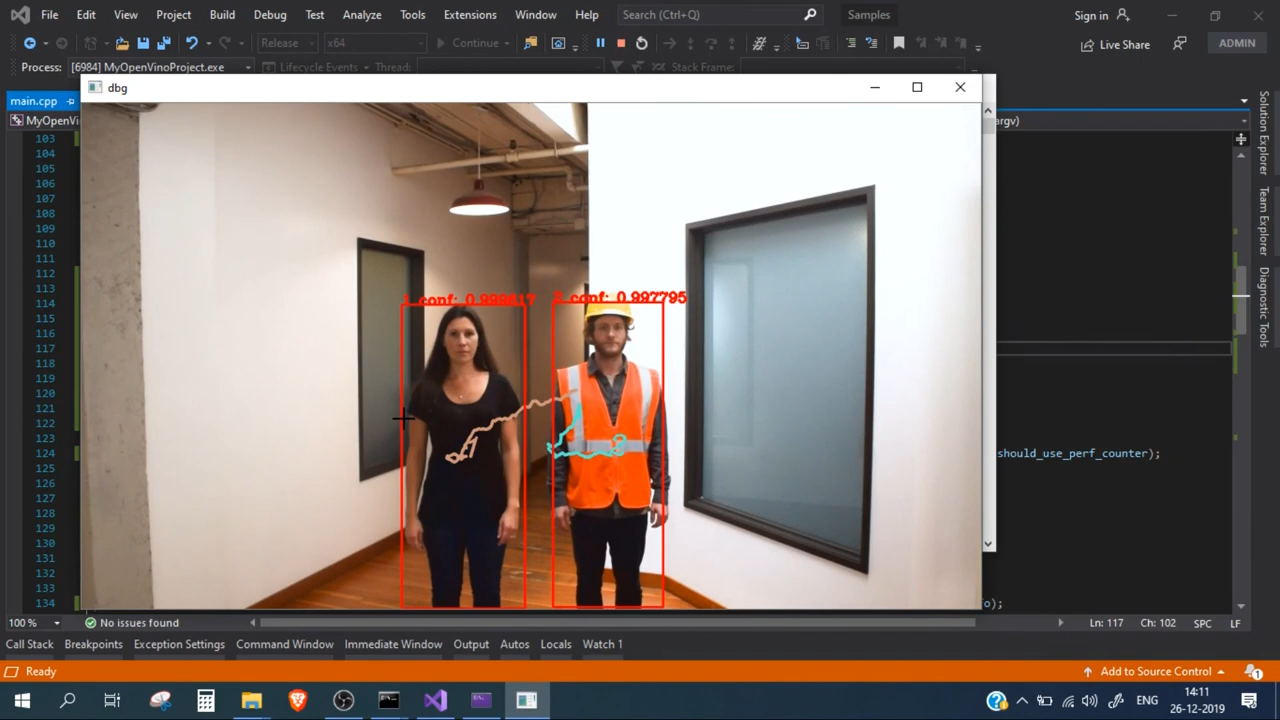 File Edit View Project Build Debug Test Analyze Tools Extensions Window Help Search (Ctrl+Q) Samples Sign in
Release x64 Continue Live Share ADMIN
Process: [6984] MyOpenVinoProject.exe Lifecycle Events Thread: Stack Frame:
dbg
main.cpp
MyOpenVi argv)
103
104
105
106
107
108
109
110
111
112
113
114
115
116
117
118
119
120
121
122
123
124 should_use_perf_counter);
125
126
127
128
129
130
131
132
133
134 o);
conf: 0.997795
conf:
Solution Explorer
Team Explorer
Diagnostic Tools
100 % No issues found Ln: 117 Ch: 102 SPC LF
Call Stack Breakpoints Exception Settings Command Window Immediate Window Output Autos Locals Watch 1
Ready Add to Source Control 1
ENG 14:11
26-12-2019